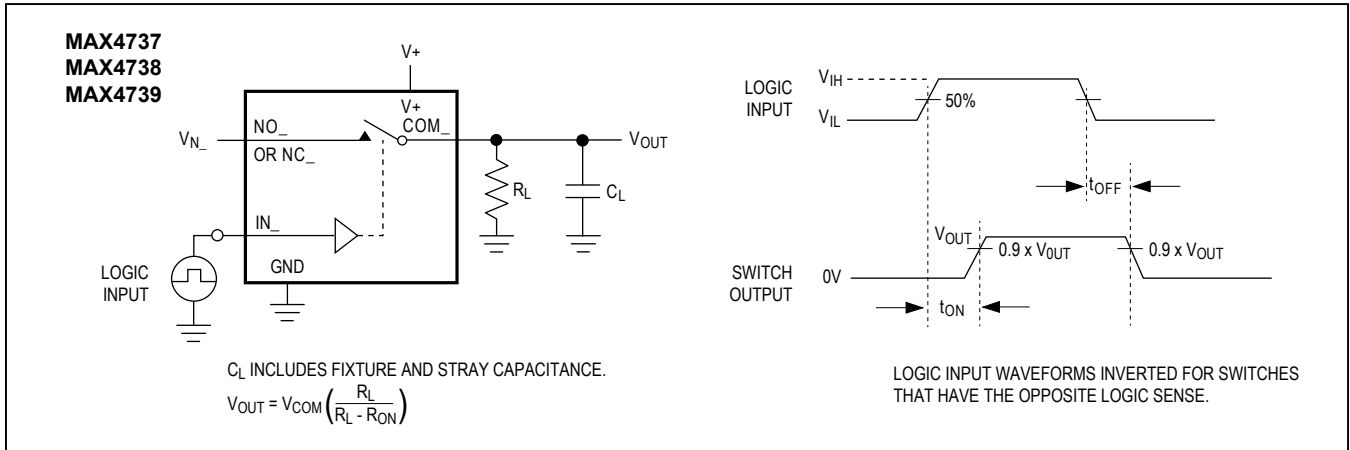 MAX4737
MAX4738
MAX4739
V+
V+
NO_
COM_
V_N_
OR NC_
V_OUT
R_L
C_L
IN_
LOGIC
INPUT
GND
C_L INCLUDES FIXTURE AND STRAY CAPACITANCE.
V_OUT = V_COM (R_L / R_L - R_ON)
LOGIC
INPUT
V_IH
50%
V_IL
t_OFF
V_OUT
0.9 x V_0UT
0.9 x V_OUT
SWITCH
OUTPUT
0V
t_ON
LOGIC INPUT WAVEFORMS INVERTED FOR SWITCHES
THAT HAVE THE OPPOSITE LOGIC SENSE.